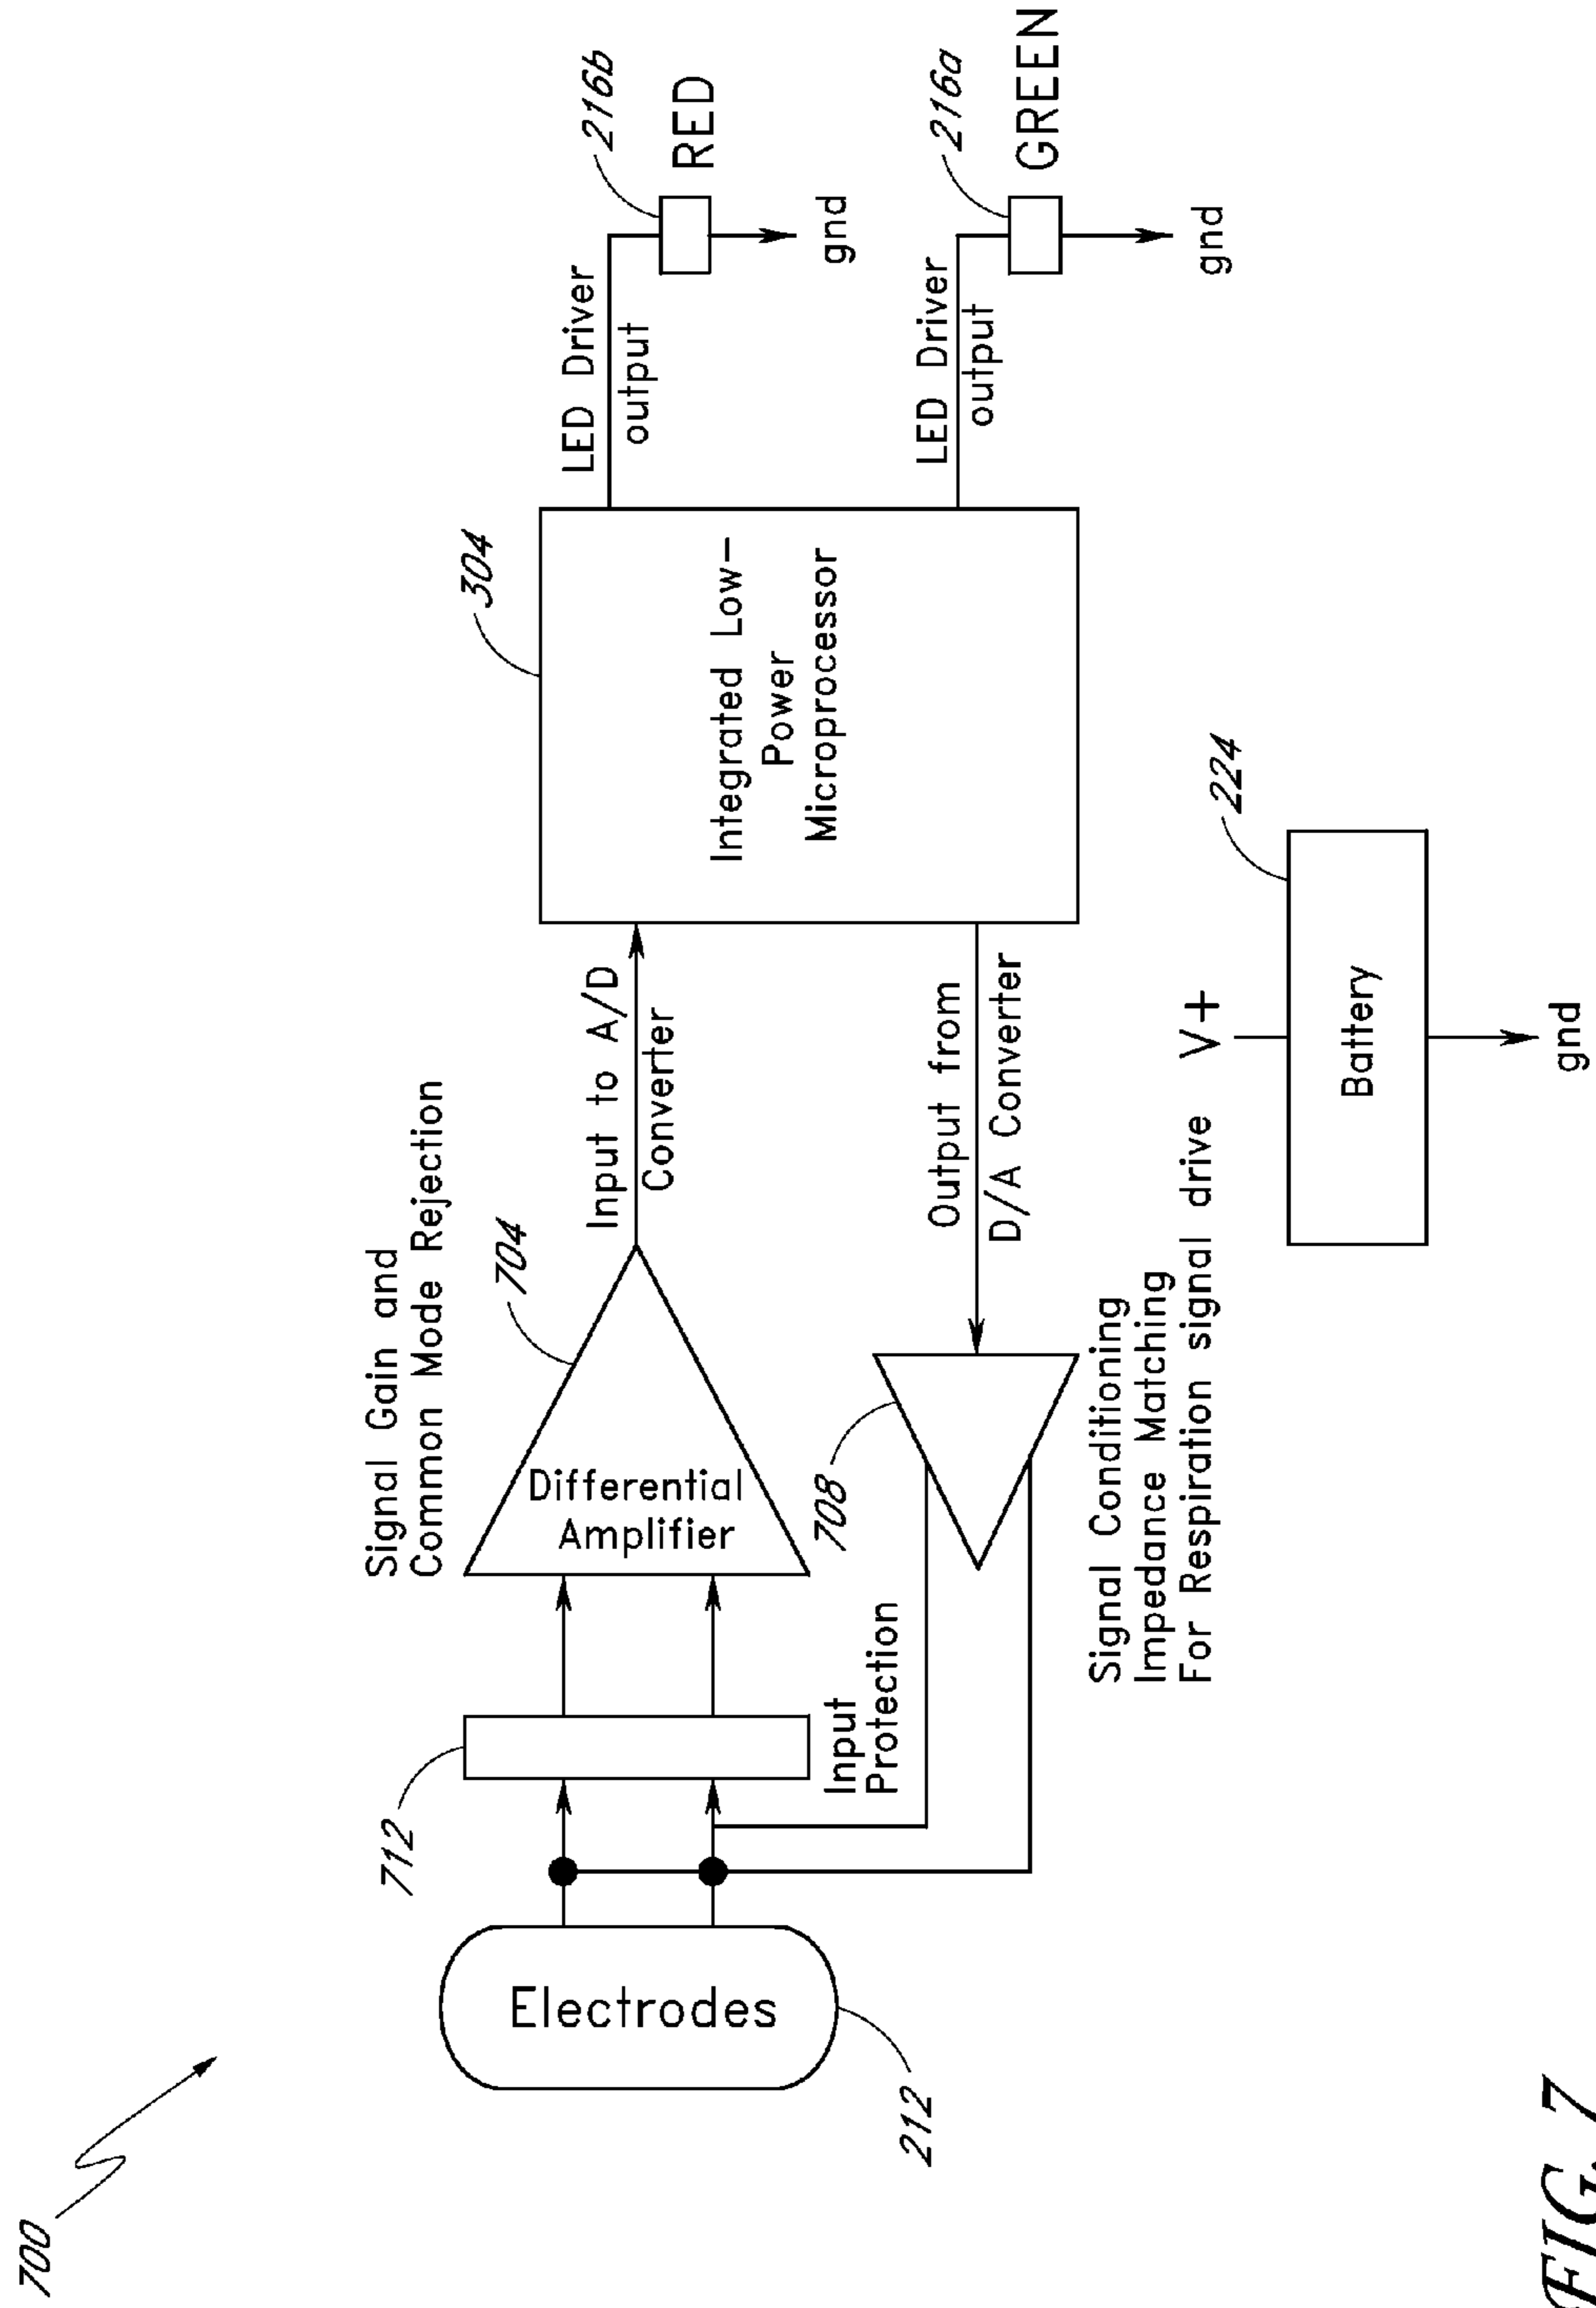 700
Signal Gain and
Common Mode Rejection
704
712
Differential
Amplifier
Input to A/D
Converter
304
Integrated Low-
Power
Microprocessor
LED Driver
output
216b
RED
gnd
LED Driver
output
216a
GREEN
gnd
Electrodes
212
Input
Protection
708
Output from
D/A Converter
Signal Conditioning
Impedance Matching
For Respiration signal drive
V+
224
Battery
gnd
FIG. 7